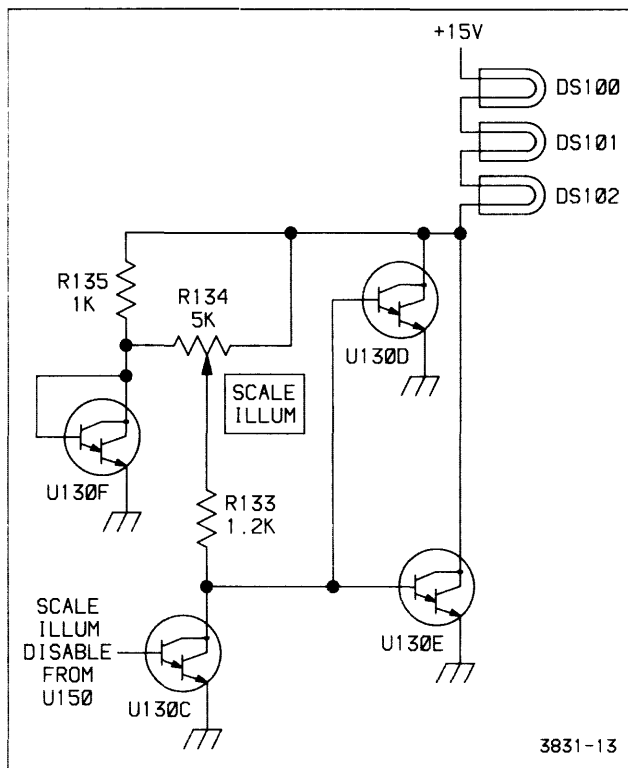 +15V
DS100
DS101
DS102
R135
1K
R134
5K
U130D
SCALE
ILLUM
U130F
R133
1.2K
SCALE
ILLUM
DISABLE
FROM
U150
U130E
U130C
3831-13